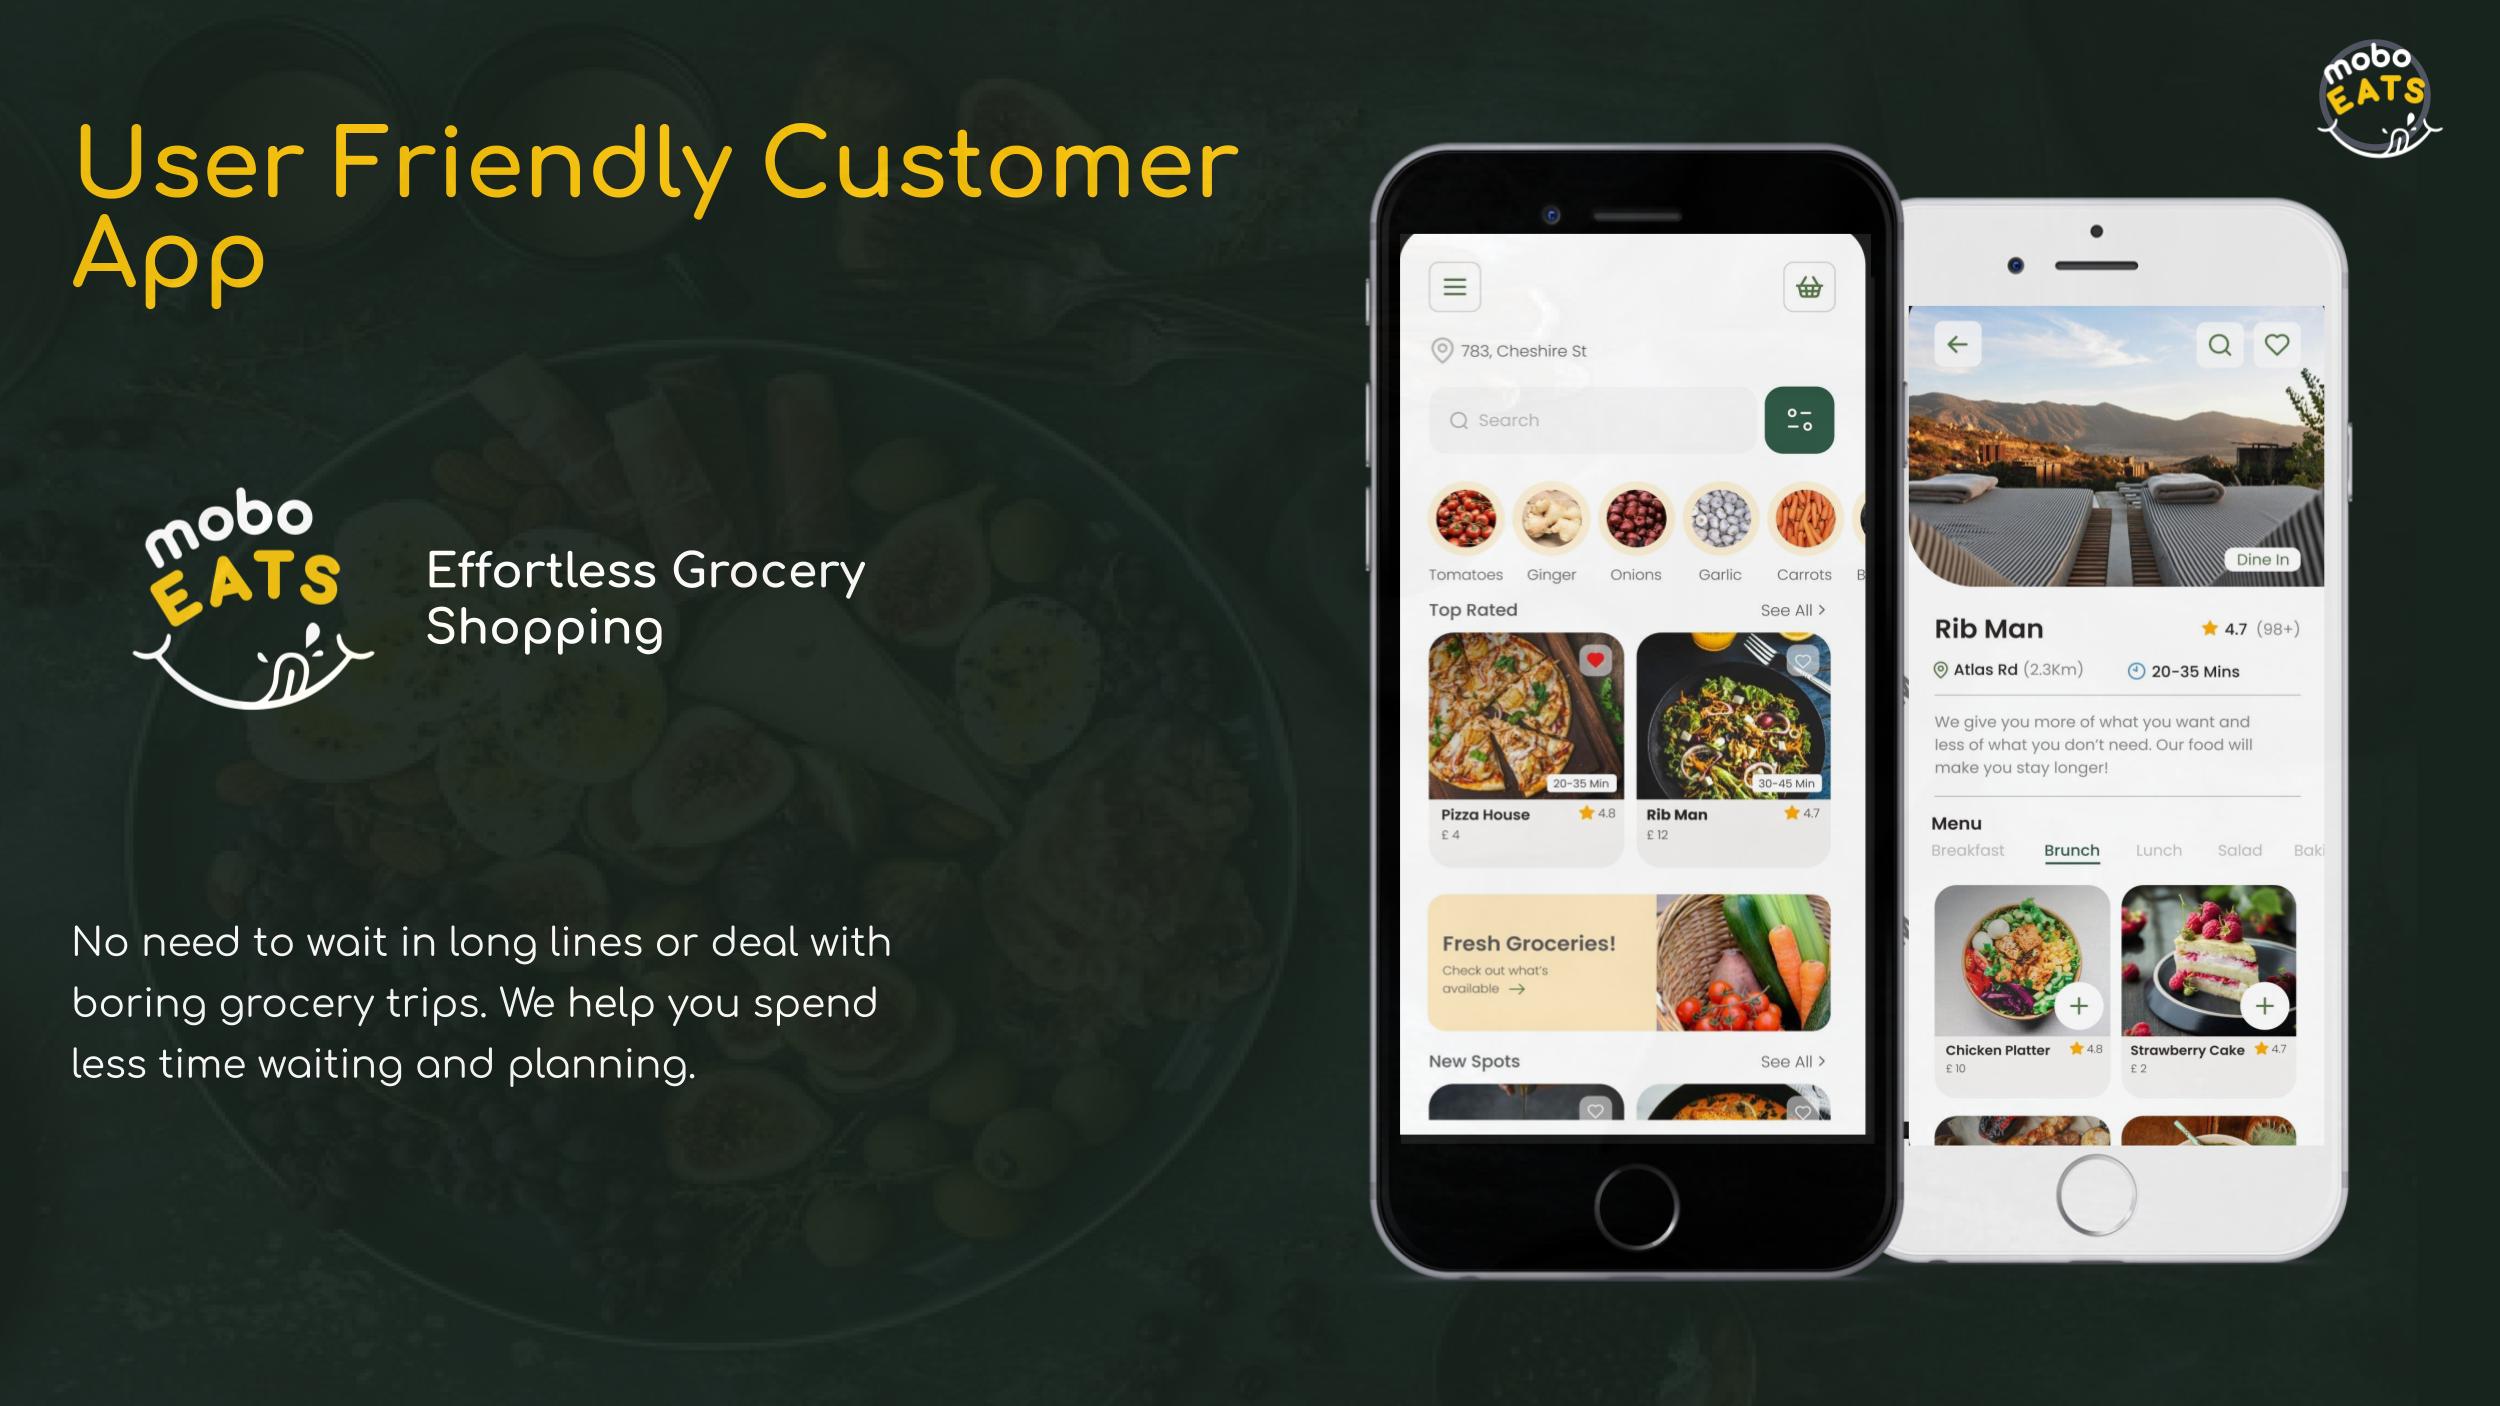 mobo
EATS
User Friendly Customer
App
mobo
EATS
Effortless Grocery
Shopping
No need to wait in long lines or deal with
boring grocery trips. We help you spend
less time waiting and planning.
783, Cheshire St
Search
Tomatoes Ginger Onions Garlic Carrots B
Top Rated See All >
20-35 Min 30-45 Min
Pizza House 4.8 Rib Man 4.7
£ 4 £ 12
Fresh Groceries!
Check out what's
available →
New Spots See All >
Dine In
Rib Man 4.7 (98+)
Atlas Rd (2.3Km) 20-35 Mins
We give you more of what you want and
less of what you don't need. Our food will
make you stay longer!
Menu
Breakfast Brunch Lunch Salad Baki
Chicken Platter 4.8 Strawberry Cake 4.7
£ 10 £ 2